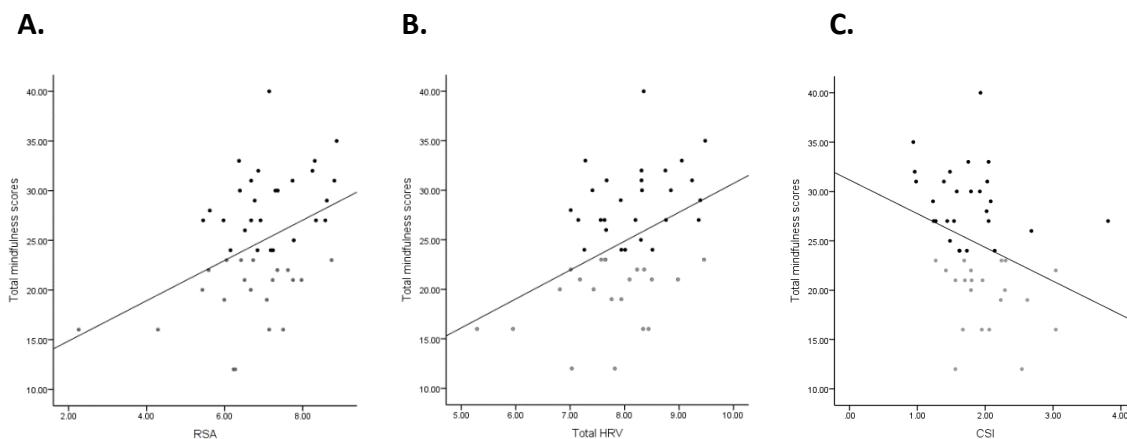 A.
B.
C.
Total mindfulness scores
40.00
35.00
30.00
25.00
20.00
15.00
10.00
2.00 4.00 6.00 8.00
RSA
Total mindfulness scores
40.00
35.00
30.00
25.00
20.00
15.00
10.00
5.00 6.00 7.00 8.00 9.00 10.00
Total HRV
Total mindfulness scores
40.00
35.00
30.00
25.00
20.00
15.00
10.00
.00 1.00 2.00 3.00 4.00
CSI